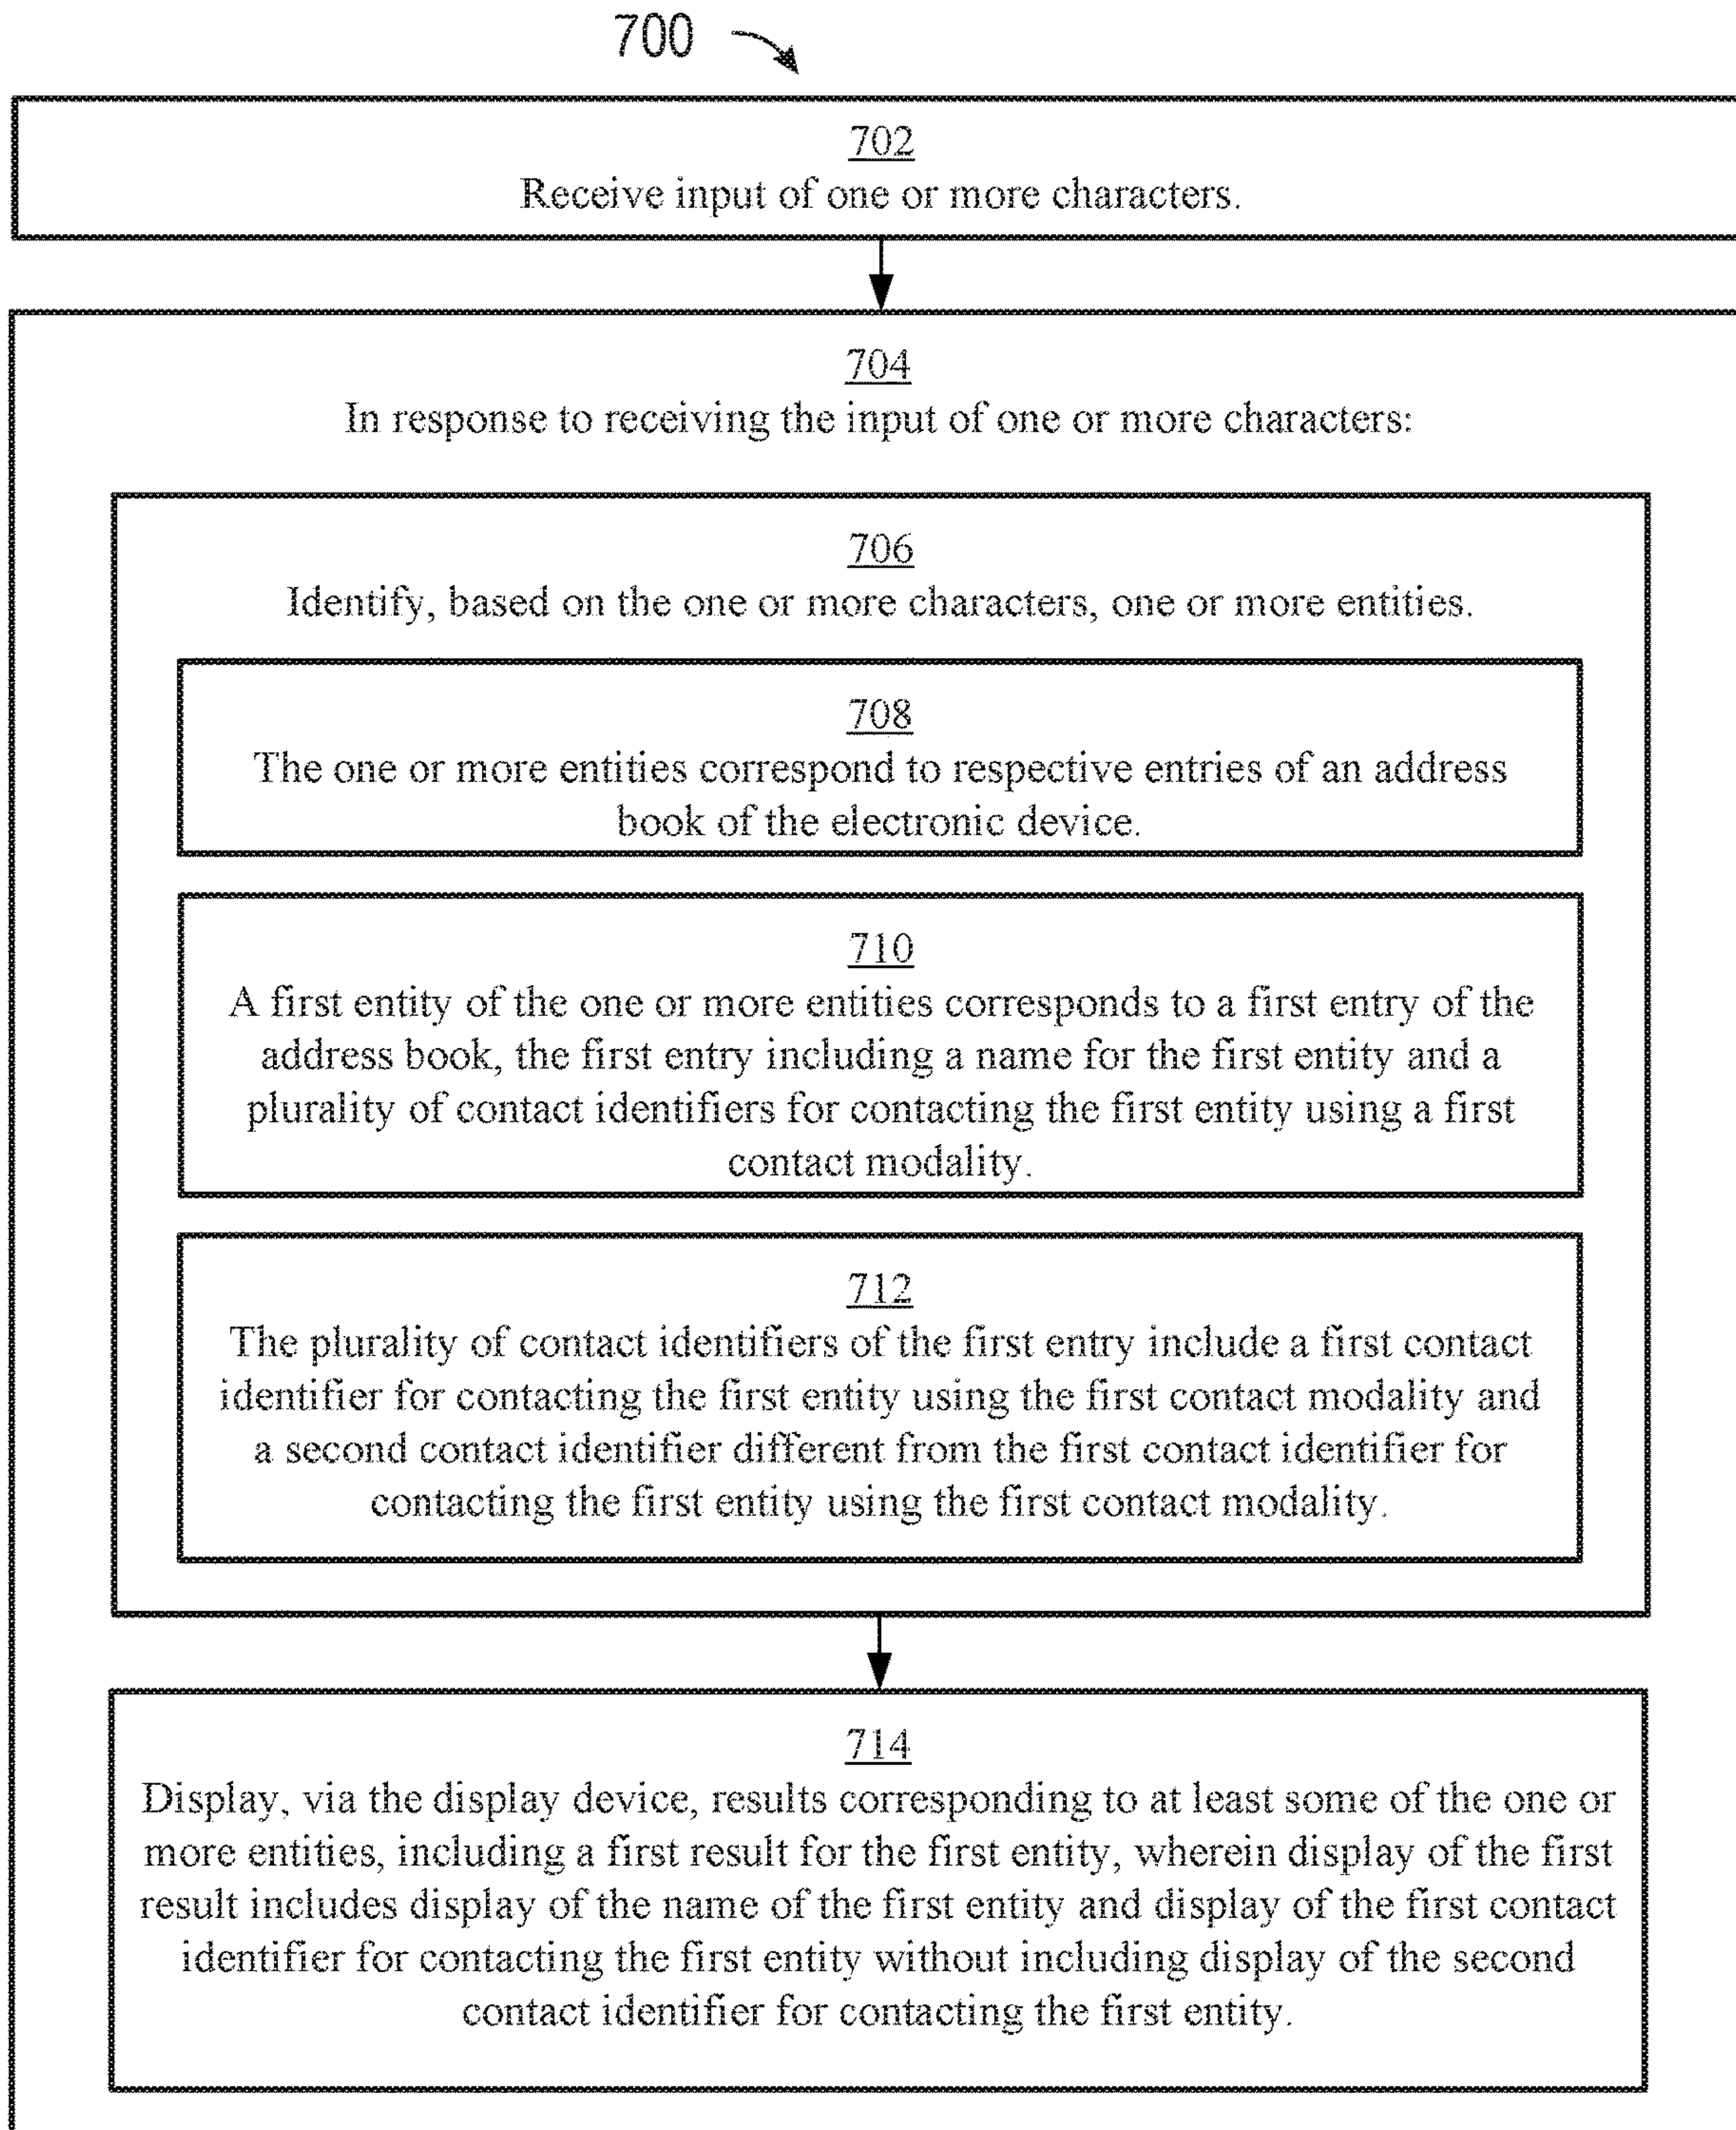 700
702
Receive input of one or more characters.
704
In response to receiving the input of one or more characters:
706
Identify, based on the one or more characters, one or more entities.
708
The one or more entities correspond to respective entries of an address
book of the electronic device.
710
A first entity of the one or more entities corresponds to a first entry of the
address book, the first entry including a name for the first entity and a
plurality of contact identifiers for contacting the first entity using a first
contact modality.
712
The plurality of contact identifiers of the first entry include a first contact
identifier for contacting the first entity using the first contact modality and
a second contact identifier different from the first contact identifier for
contacting the first entity using the first contact modality.
714
Display, via the display device, results corresponding to at least some of the one or
more entities, including a first result for the first entity, wherein display of the first
result includes display of the name of the first entity and display of the first contact
identifier for contacting the first entity without including display of the second
contact identifier for contacting the first entity.